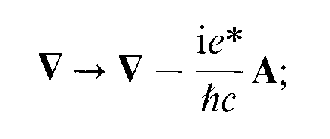 ∇ → ∇ − ie*/ħc A;